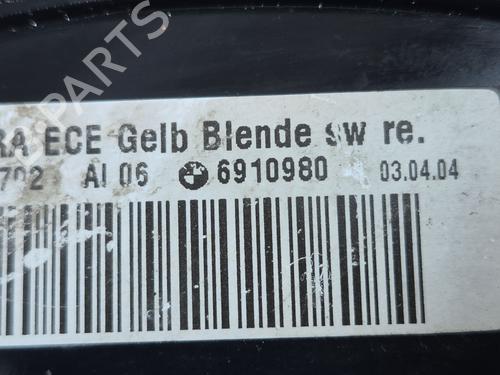 B-PARTS
RA ECE Gelb Blende sw re.
702 AI 06 6910980 03.04.04